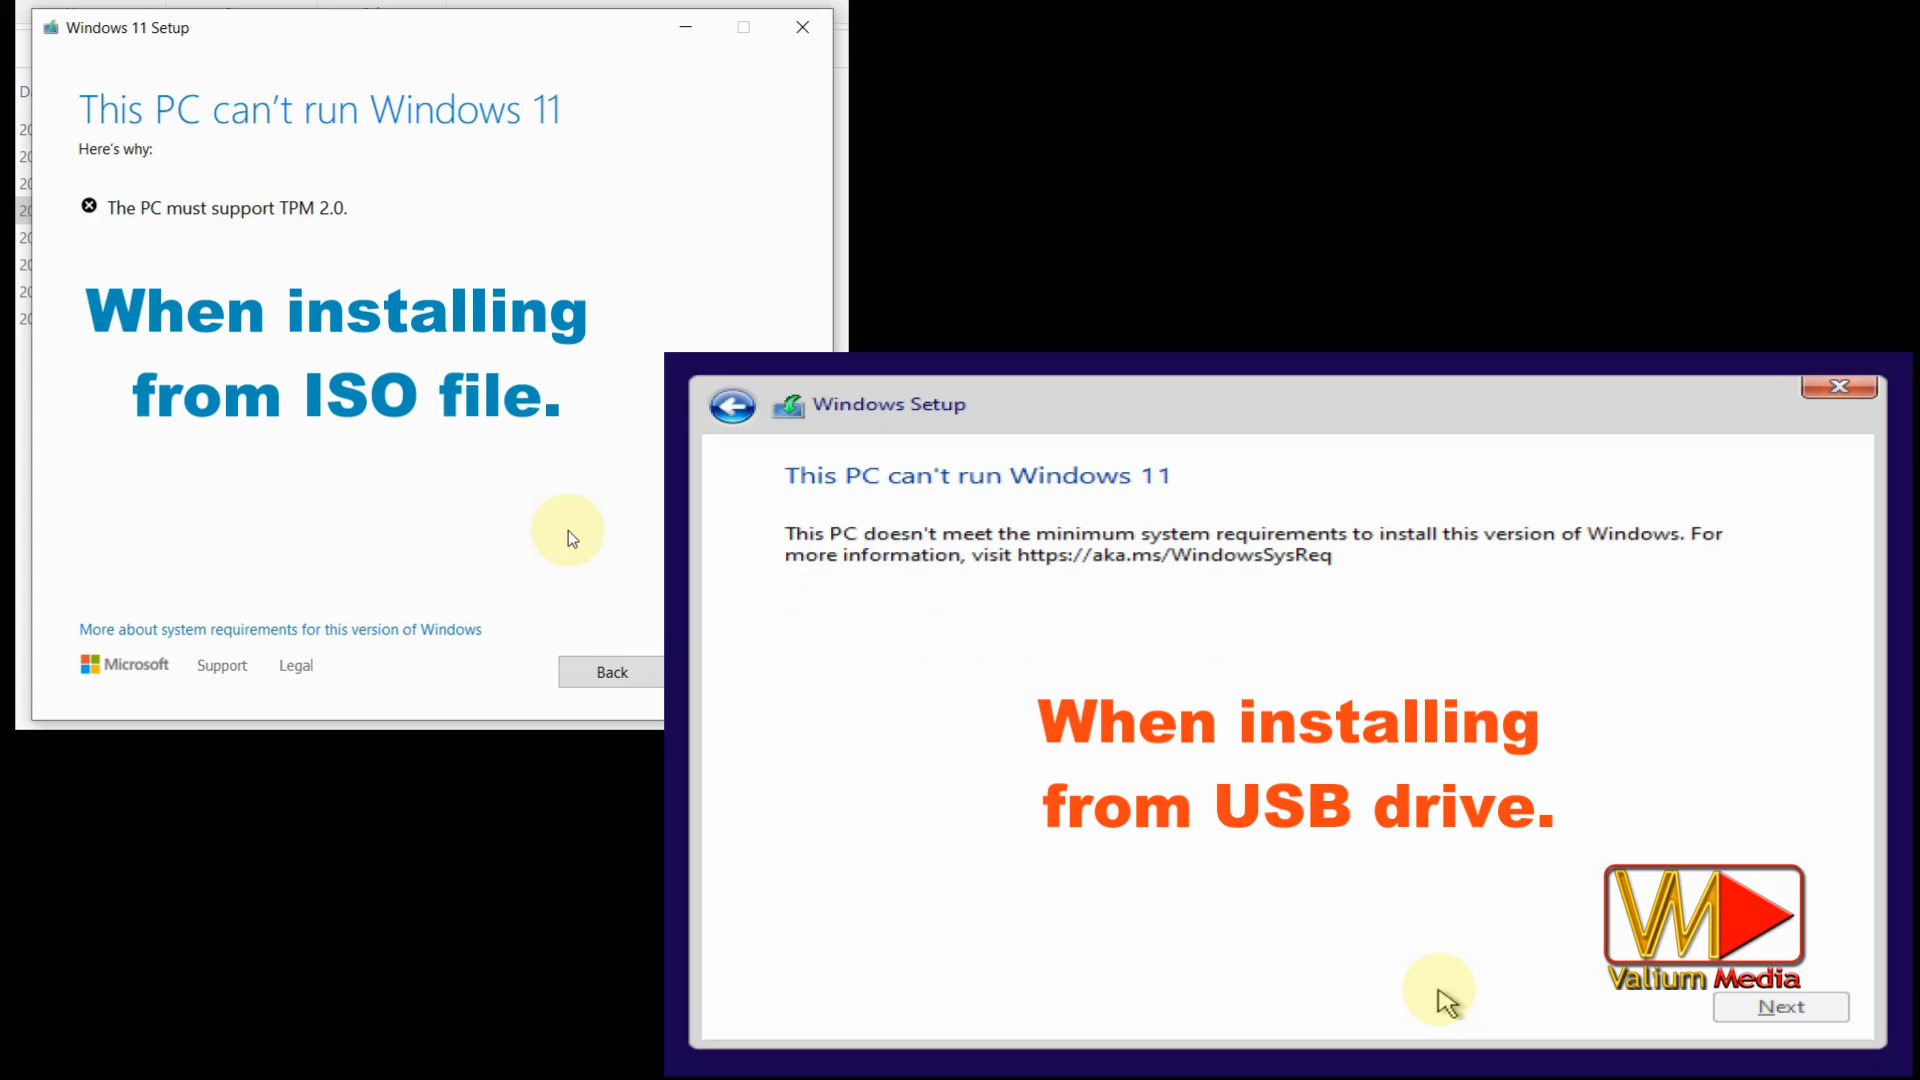 Windows 11 Setup
This PC can't run Windows 11
Here's why:
The PC must support TPM 2.0.
When installing
from ISO file.
More about system requirements for this version of Windows
Microsoft Support Legal
Back
Windows Setup
This PC can't run Windows 11
This PC doesn't meet the minimum system requirements to install this version of Windows. For
more information, visit https://aka.ms/WindowsSysReq
When installing
from USB drive.
VM
Valium Media
Next